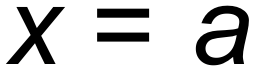 x = a